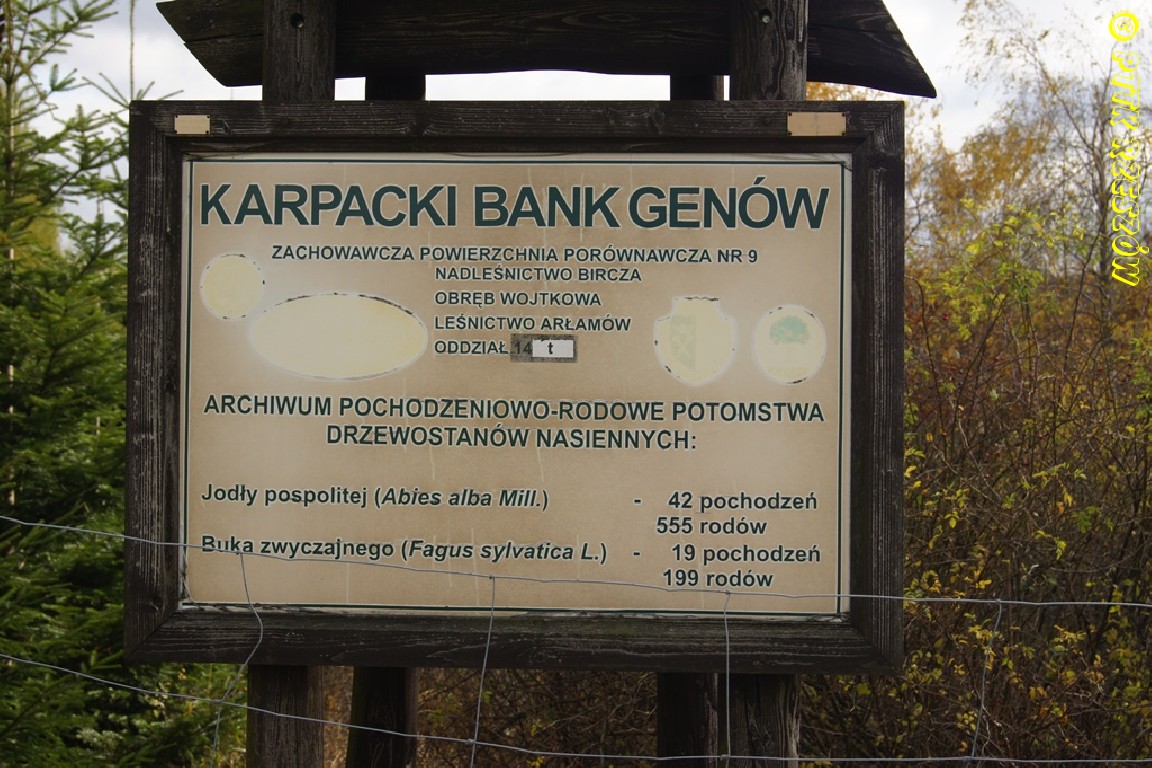 KARPACKI BANK GENÓW
ZACHOWAWCZA POWIERZCHNIA PORÓWNAWCZA NR 9
NADLEŚNICTWO BIRCZA
OBRĘB WOJTKOWA
LEŚNICTWO ARŁAMÓW
ODDZIAŁ 14 t
ARCHIWUM POCHODZENIOWO-RODOWE POTOMSTWA
DRZEWOSTANÓW NASIENNYCH:
Jodły pospolitej (Abies alba Mill.) - 42 pochodzeń
555 rodów
Buka zwyczajnego (Fagus sylvatica L.) - 19 pochodzeń
199 rodów
© PTTK RZESZÓW